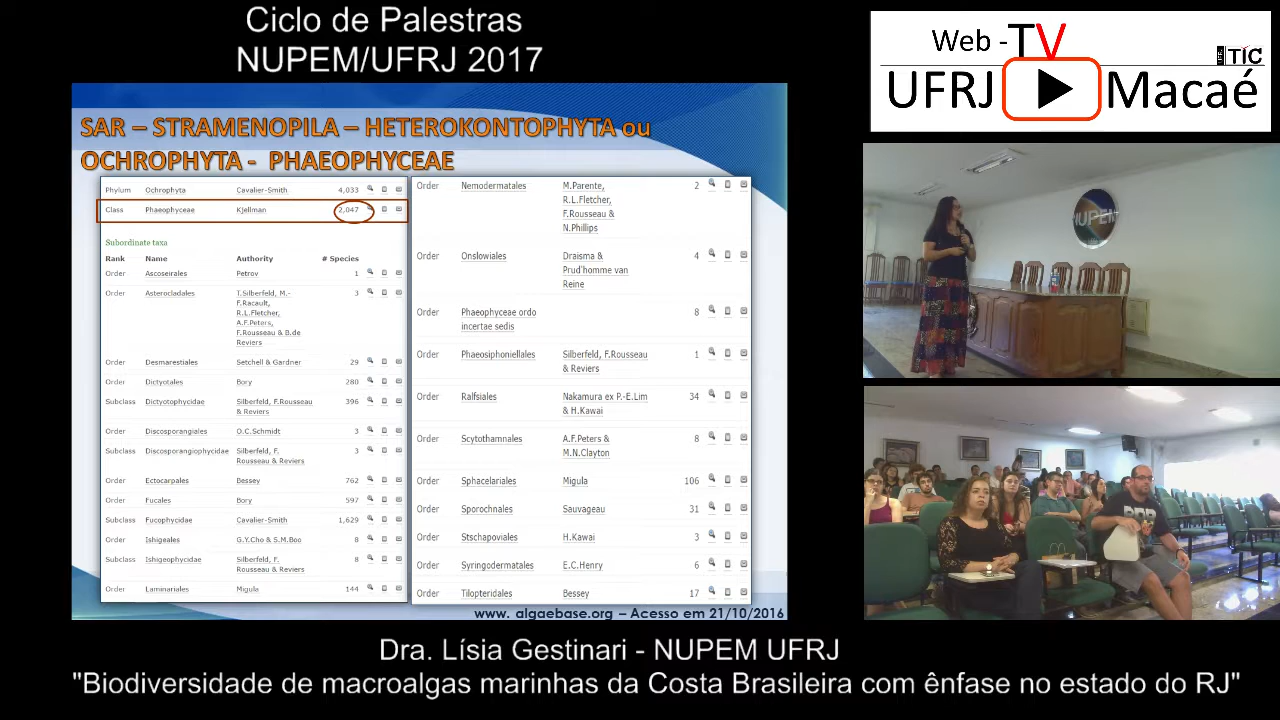 Ciclo de Palestras
NUPEM/UFRJ 2017
Web -TV
UFRJ Macaé
TIC
SAR – STRAMENOPILA – HETEROKONTOPHYTA ou
OCHROPHYTA - PHAEOPHYCEAE
Phylum Ochrophyta Cavalier-Smith 4,033
Class Phaeophyceae Kjellman 2,047
Subordinate taxa
Rank Name Authority # Species
Order Ascoseirales Petrov 1
Order Asterocladales T.Silberfeld, M.-
F.Racault,
R.L.Fletcher,
A.F.Peters,
F.Rousseau & B.de
Reviers 3
Order Desmarestiales Setchell & Gardner 29
Order Dictyotales Bory 280
Subclass Dictyotophycidae Silberfeld, F.Rousseau
& Reviers 396
Order Discosporangiales O.C.Schmidt 3
Subclass Discosporangiophycidae Silberfeld, F.
Rousseau & Reviers 3
Order Ectocarpales Bessey 762
Order Fucales Bory 597
Subclass Fucophycidae Cavalier-Smith 1,629
Order Ishigeales G.Y.Cho & S.M.Boo 8
Subclass Ishigeophycidae Silberfeld, F.
Rousseau & Reviers 8
Order Laminariales Migula 144
Order Nemodermatales M.Parente,
R.L.Fletcher,
F.Rousseau &
N.Phillips 2
Order Onslowiales Draisma &
Prud'homme van
Reine 4
Order Phaeophyceae ordo
incertae sedis 8
Order Phaeosiphoniellales Silberfeld, F.Rousseau
& Reviers 1
Order Ralfsiales Nakamura ex P.-E.Lim
& H.Kawai 34
Order Scytothamnales A.F.Peters &
M.N.Clayton 8
Order Sphacelariales Migula 106
Order Sporochnales Sauvageau 31
Order Stschapoviales H.Kawai 3
Order Syringodermatales E.C.Henry 6
Order Tilopteridales Bessey 17
www. algaebase.org – Acesso em 21/10/2016
NUPEM
Dra. Lísia Gestinari - NUPEM UFRJ
"Biodiversidade de macroalgas marinhas da Costa Brasileira com ênfase no estado do RJ"